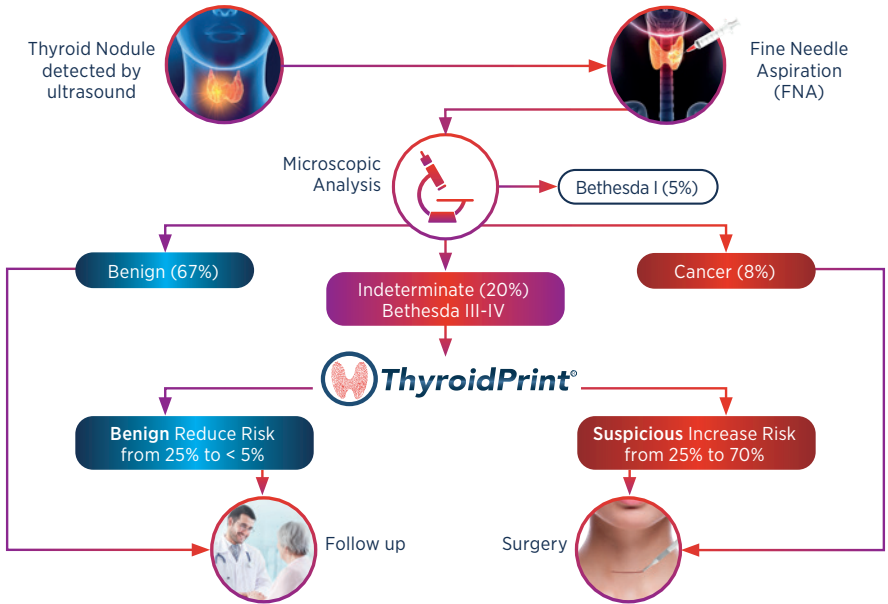 Thyroid Nodule
detected by
ultrasound
Fine Needle
Aspiration
(FNA)
Microscopic
Analysis
Bethesda I (5%)
Benign (67%)
Indeterminate (20%)
Bethesda III-IV
Cancer (8%)
ThyroidPrint®
Benign Reduce Risk
from 25% to < 5%
Suspicious Increase Risk
from 25% to 70%
Follow up
Surgery